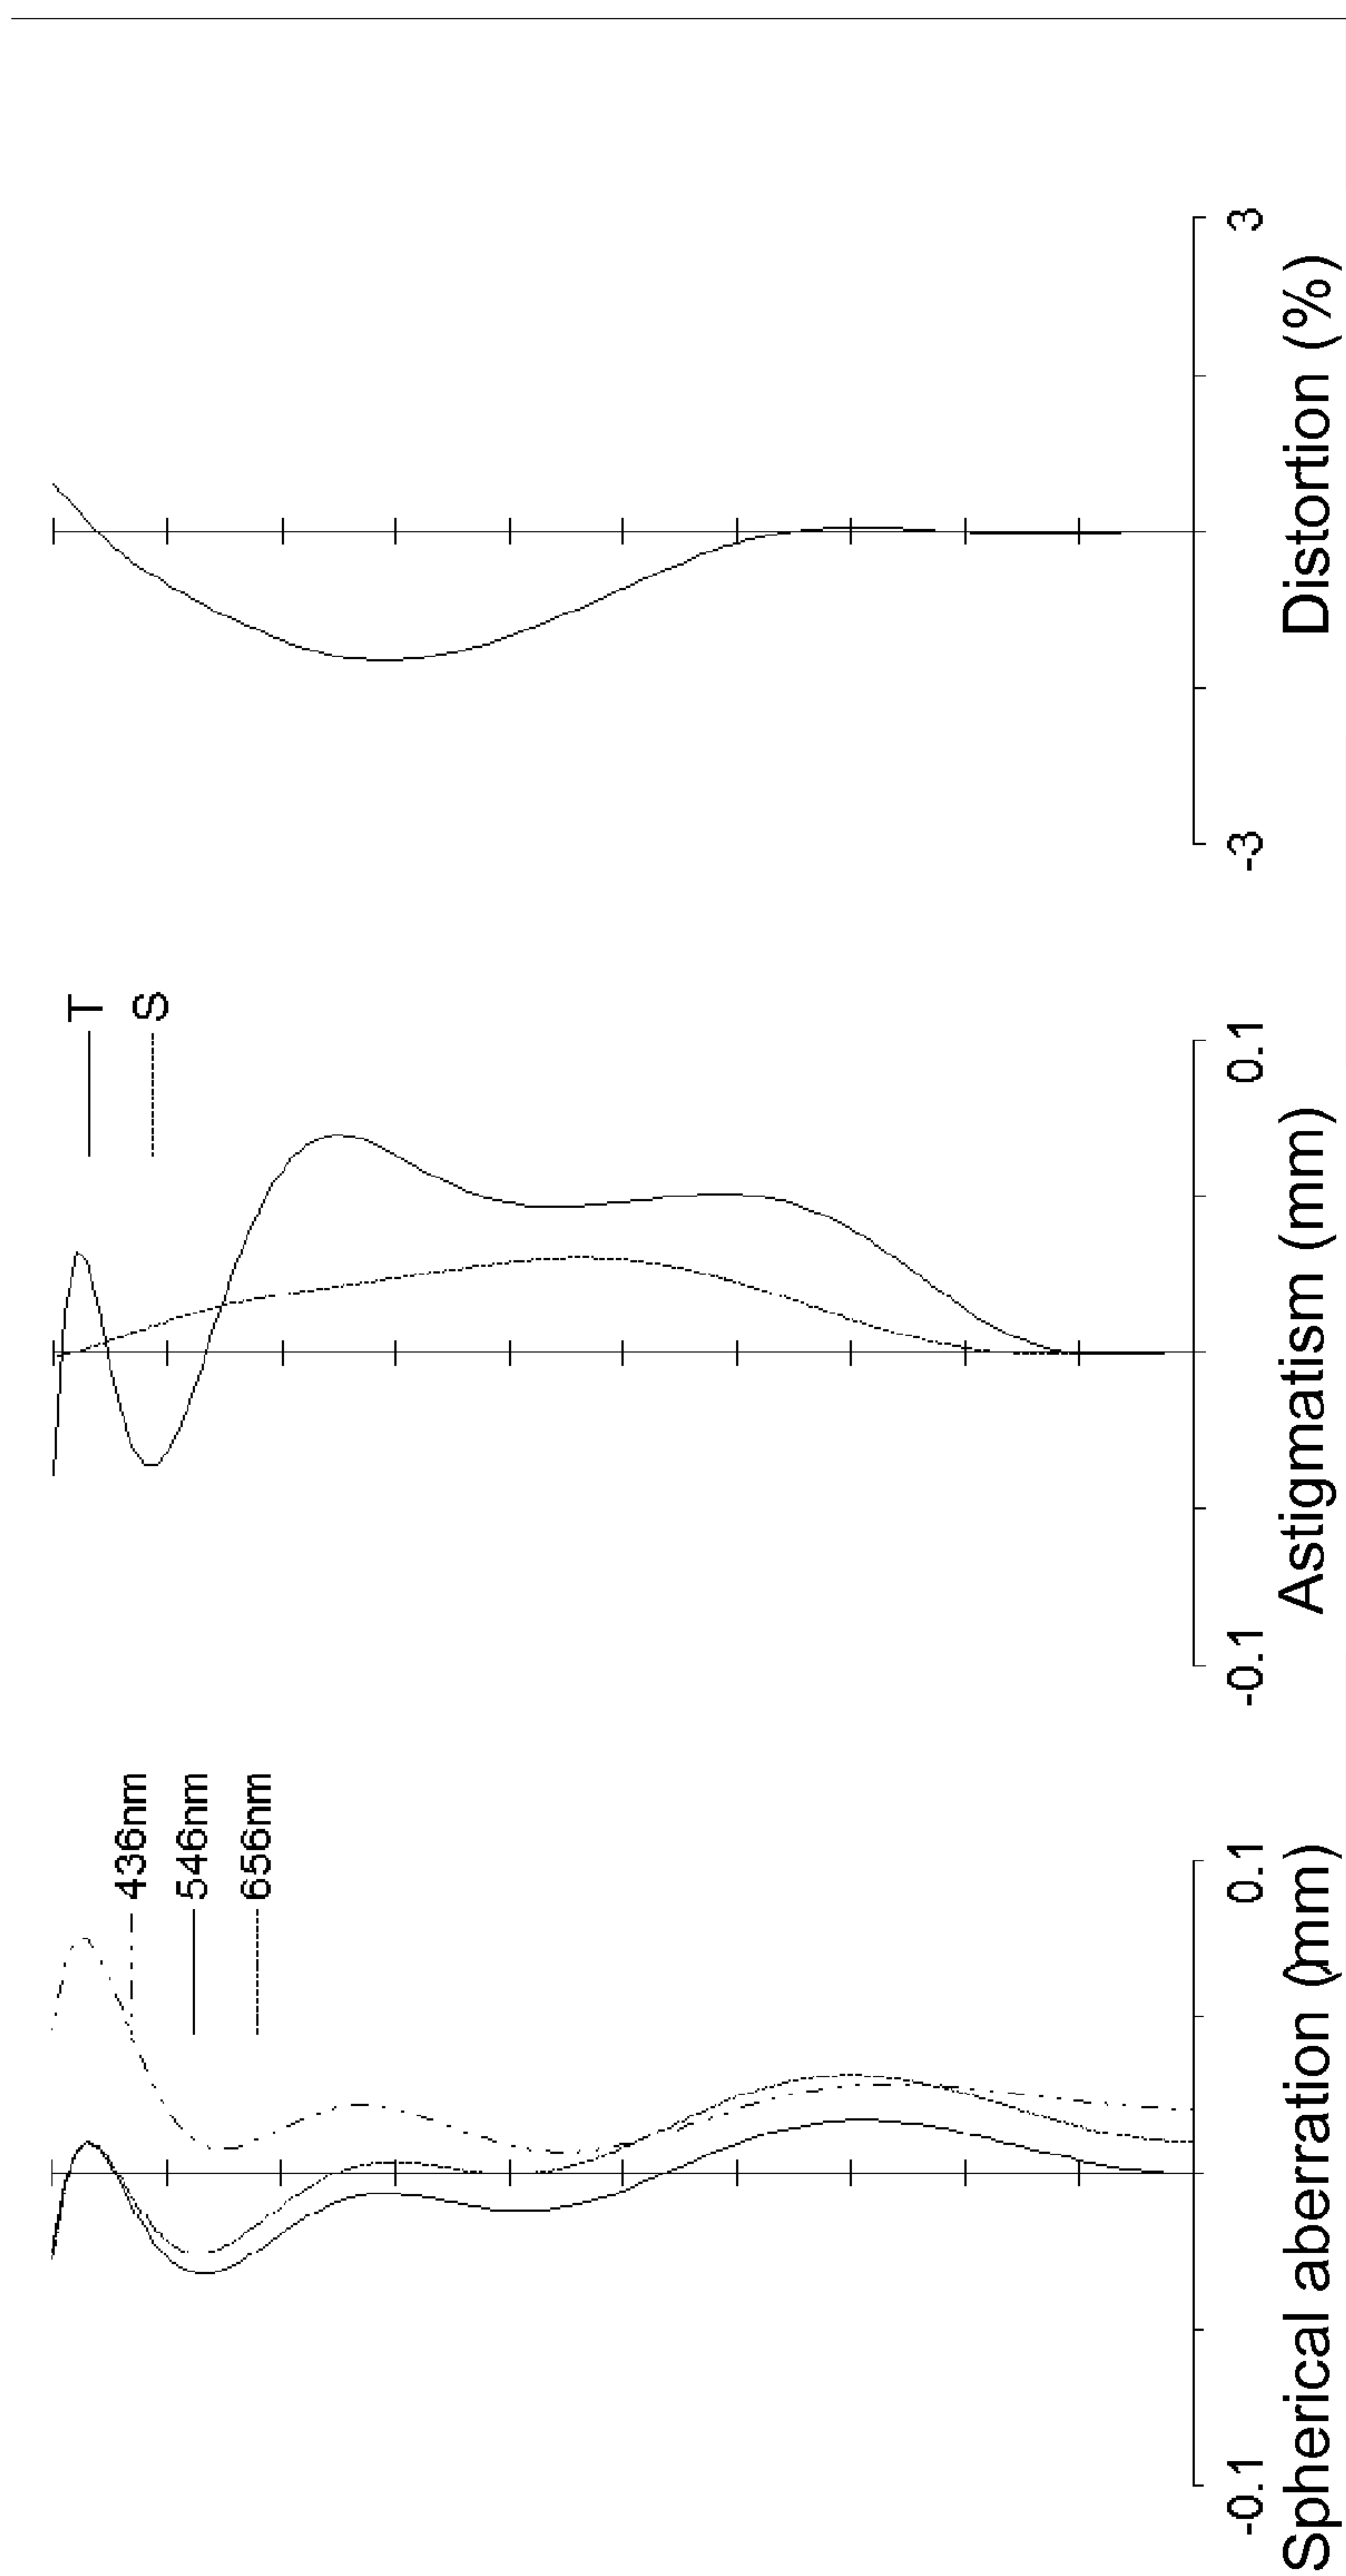 436nm
546nm
656nm
-0.1
0.1
Spherical aberration (mm)
T
S
-0.1
0.1
Astigmatism (mm)
-3
3
Distortion (%)